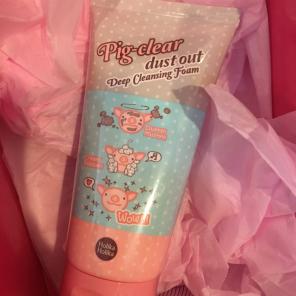 Pig-clear
dust out
Deep Cleansing Foam
WOW!
Holika
Holika